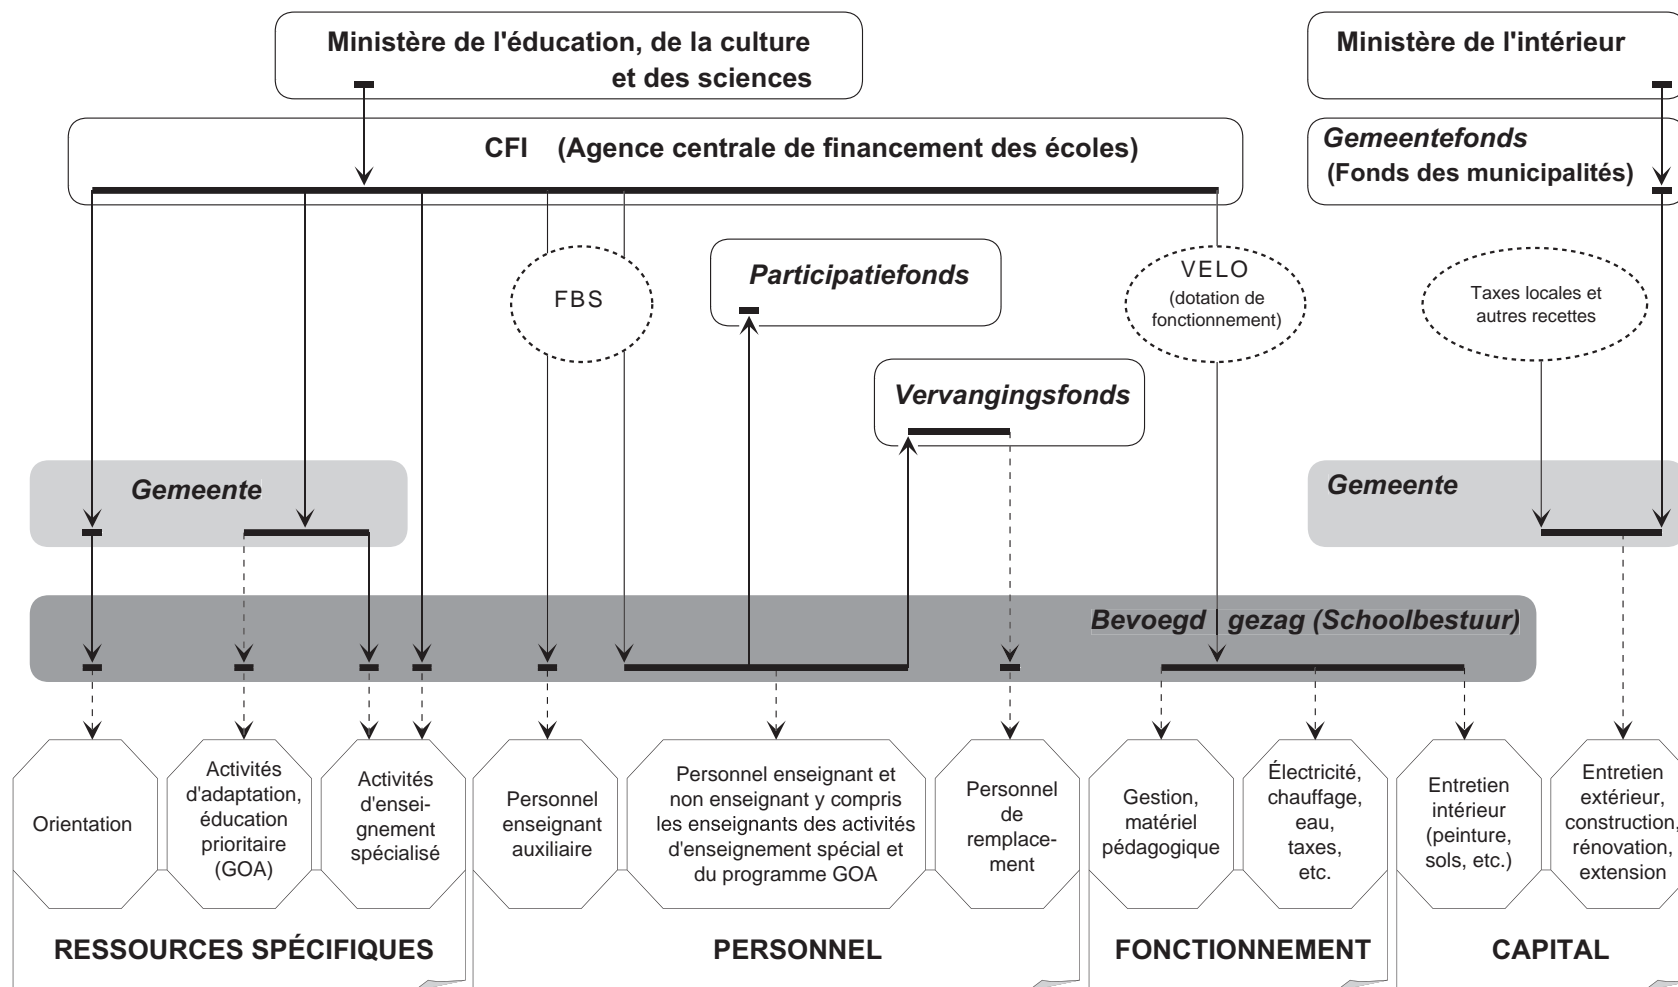 Ministère de l'éducation, de la culture
et des sciences
Ministère de l'intérieur
CFI (Agence centrale de financement des écoles)
Gemeentefonds
(Fonds des municipalités)
FBS
Participatiefonds
VELO
(dotation de
fonctionnement)
Taxes locales et
autres recettes
Vervangingsfonds
Gemeente
Gemeente
Bevoegd gezag (Schoolbestuur)
Orientation
Activités
d'adaptation,
éducation
prioritaire
(GOA)
Activités
d'ensei-
gnement
spécialisé
Personnel
enseignant
auxiliaire
Personnel enseignant et
non enseignant y compris
les enseignants des activités
d'enseignement spécial et
du programme GOA
Personnel
de
remplace-
ment
Gestion,
matériel
pédagogique
Électricité,
chauffage,
eau,
taxes,
etc.
Entretien
intérieur
(peinture,
sols, etc.)
Entretien
extérieur,
construction,
rénovation,
extension
RESSOURCES SPÉCIFIQUES
PERSONNEL
FONCTIONNEMENT
CAPITAL